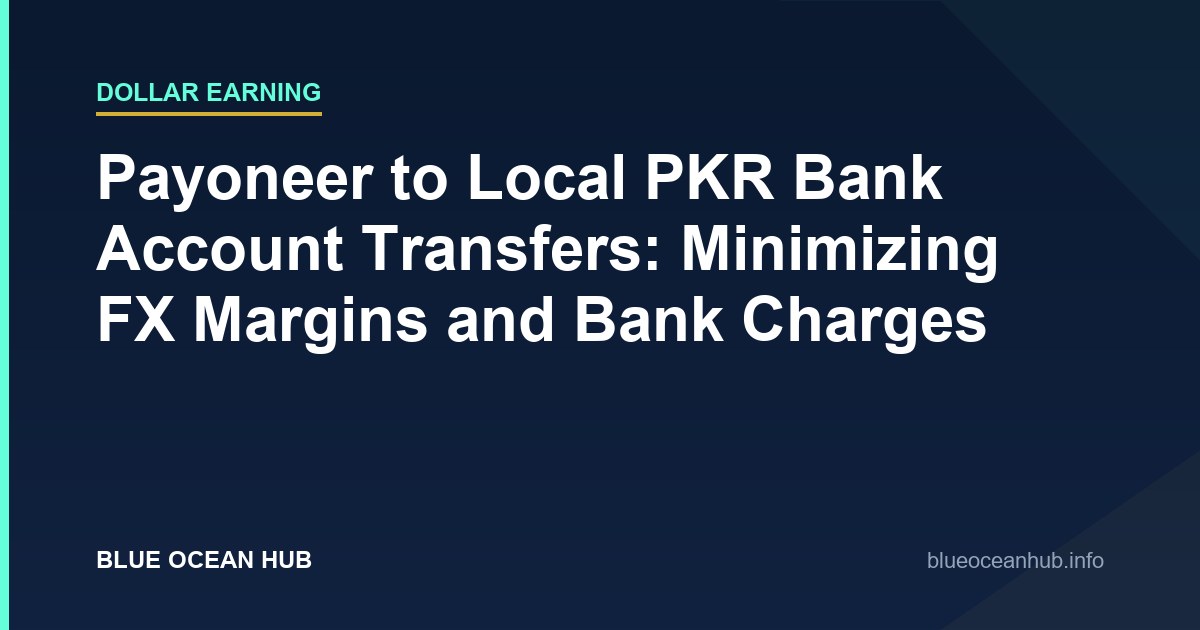 DOLLAR EARNING
Payoneer to Local PKR Bank
Account Transfers: Minimizing
FX Margins and Bank Charges
BLUE OCEAN HUB
blueoceanhub.info